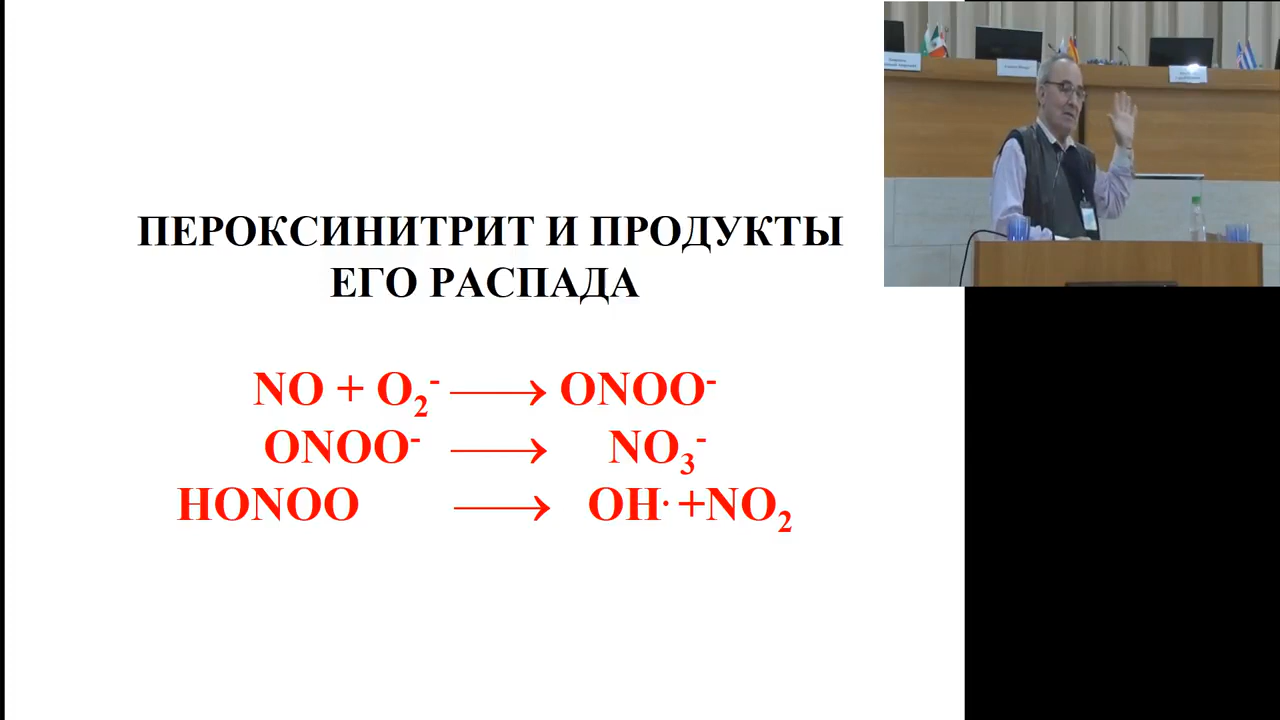 ПЕРОКСИНИТРИТ И ПРОДУКТЫ
ЕГО РАСПАДА
NO + O₂⁻ ⟶ ONOO⁻
ONOO⁻ ⟶ NO₃⁻
HONOO ⟶ OH· +NO₂